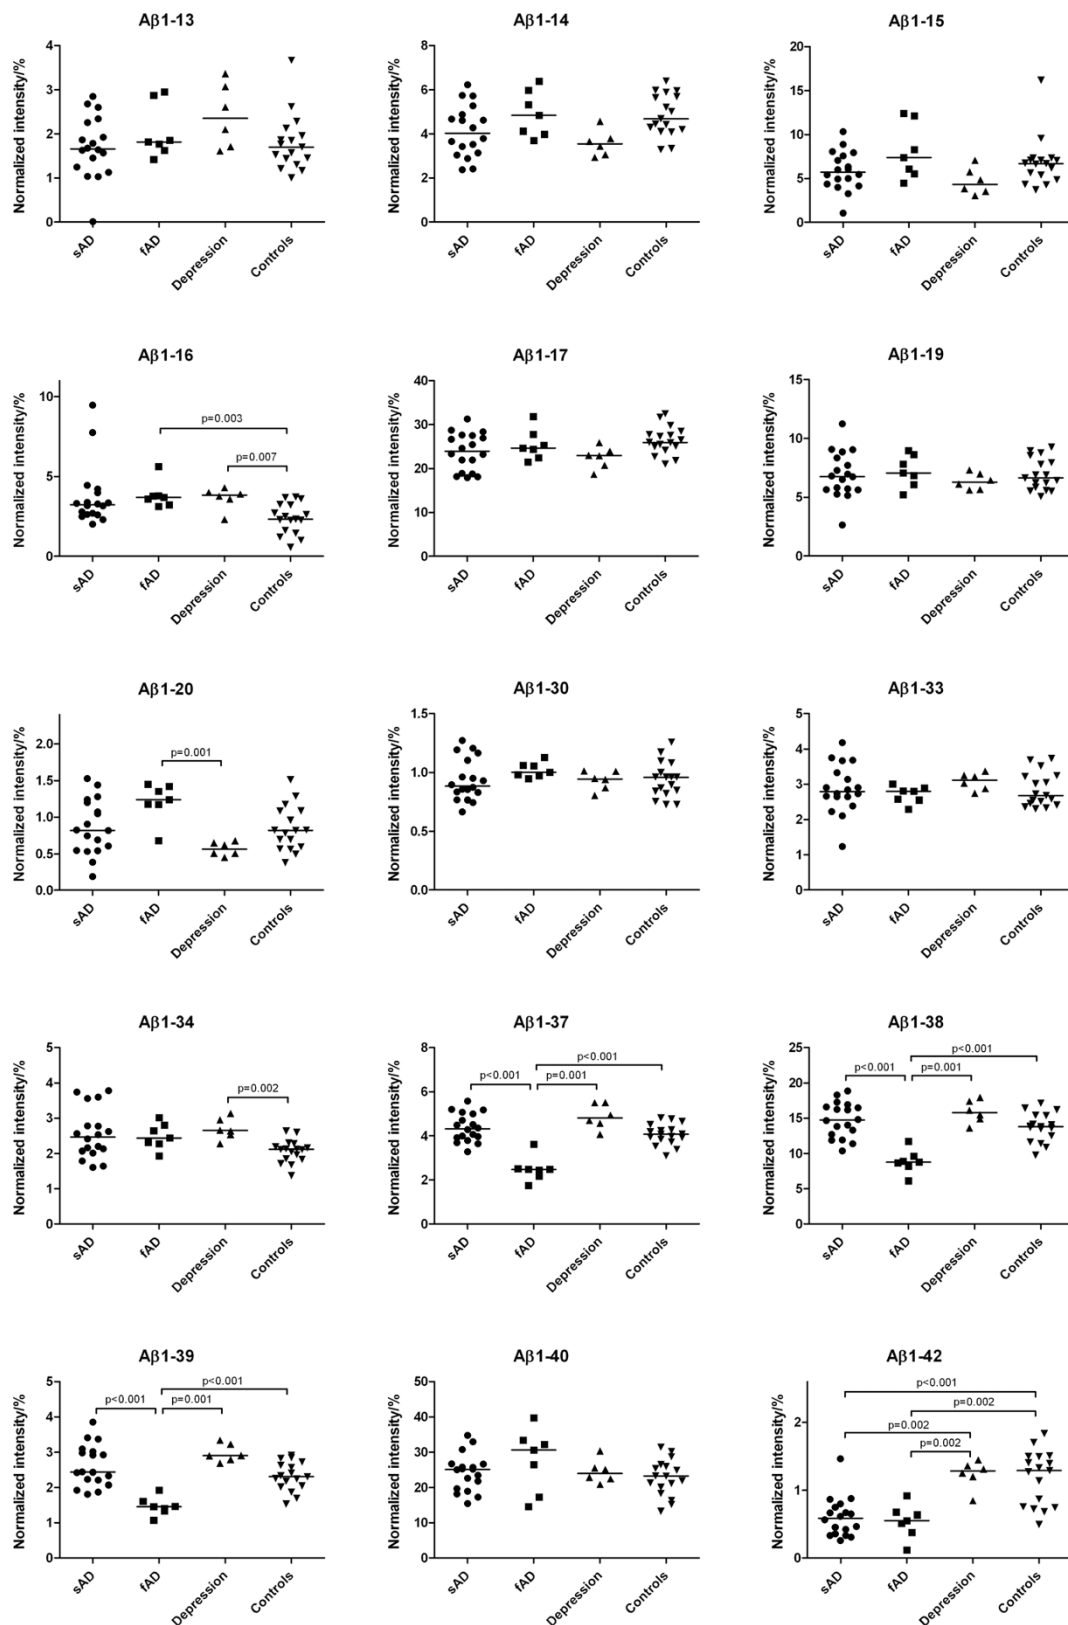 Aβ1-13
Normalized intensity/%
4
3
2
1
0
sAD
fAD
Depression
Controls
Aβ1-14
Normalized intensity/%
8
6
4
2
0
sAD
fAD
Depression
Controls
Aβ1-15
Normalized intensity/%
20
15
10
5
0
sAD
fAD
Depression
Controls
Aβ1-16
Normalized intensity/%
10
5
0
p=0.003
p=0.007
sAD
fAD
Depression
Controls
Aβ1-17
Normalized intensity/%
40
30
20
10
0
sAD
fAD
Depression
Controls
Aβ1-19
Normalized intensity/%
15
10
5
0
sAD
fAD
Depression
Controls
Aβ1-20
Normalized intensity/%
2.0
1.5
1.0
0.5
0.0
p=0.001
sAD
fAD
Depression
Controls
Aβ1-30
Normalized intensity/%
1.5
1.0
0.5
0.0
sAD
fAD
Depression
Controls
Aβ1-33
Normalized intensity/%
5
4
3
2
1
0
sAD
fAD
Depression
Controls
Aβ1-34
Normalized intensity/%
5
4
3
2
1
0
p=0.002
sAD
fAD
Depression
Controls
Aβ1-37
Normalized intensity/%
8
6
4
2
0
p<0.001
p<0.001
p=0.001
sAD
fAD
Depression
Controls
Aβ1-38
Normalized intensity/%
25
20
15
10
5
0
p<0.001
p<0.001
p=0.001
sAD
fAD
Depression
Controls
Aβ1-39
Normalized intensity/%
5
4
3
2
1
0
p<0.001
p<0.001
p=0.001
sAD
fAD
Depression
Controls
Aβ1-40
Normalized intensity/%
50
40
30
20
10
0
sAD
fAD
Depression
Controls
Aβ1-42
Normalized intensity/%
2
1
0
p<0.001
p=0.002
p=0.002
p=0.002
sAD
fAD
Depression
Controls